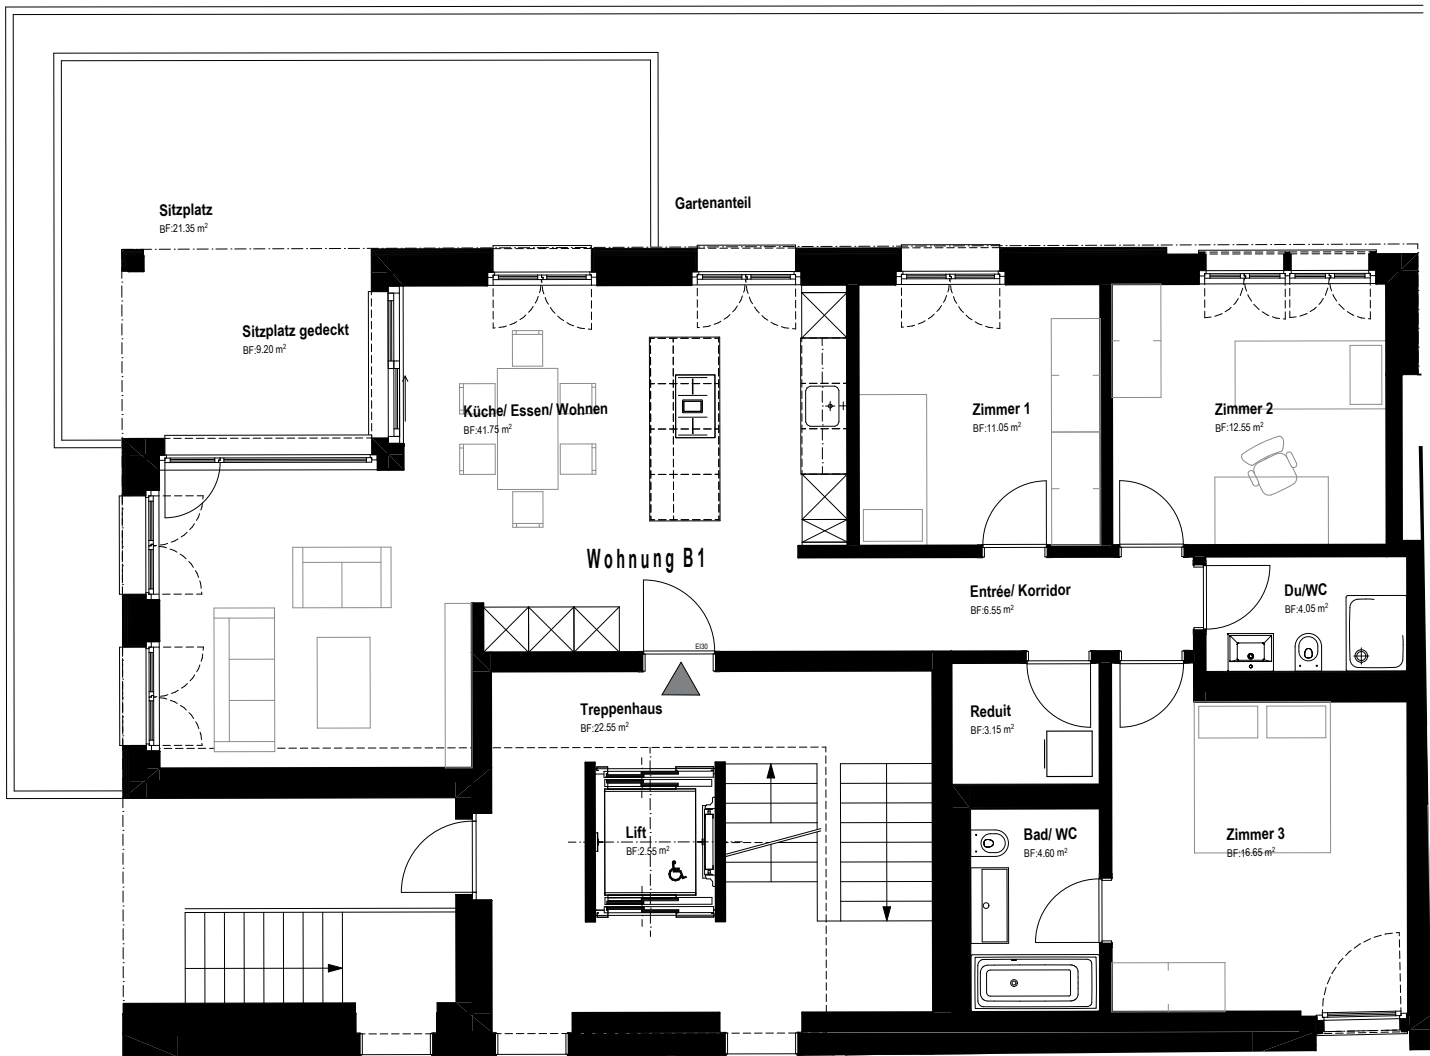 Sitzplatz
BF:21.35 m²
Gartenanteil
Sitzplatz gedeckt
BF:9.20 m²
Küche/ Essen/ Wohnen
BF:41.75 m²
Zimmer 1
BF:11.05 m²
Zimmer 2
BF:12.55 m²
Wohnung B1
Entrée/ Korridor
BF:6.55 m²
Du/WC
BF:4.05 m²
EI30
Treppenhaus
BF:22.55 m²
Reduit
BF:3.15 m²
Lift
BF:2.55 m²
Bad/ WC
BF:4.60 m²
Zimmer 3
BF:16.65 m²